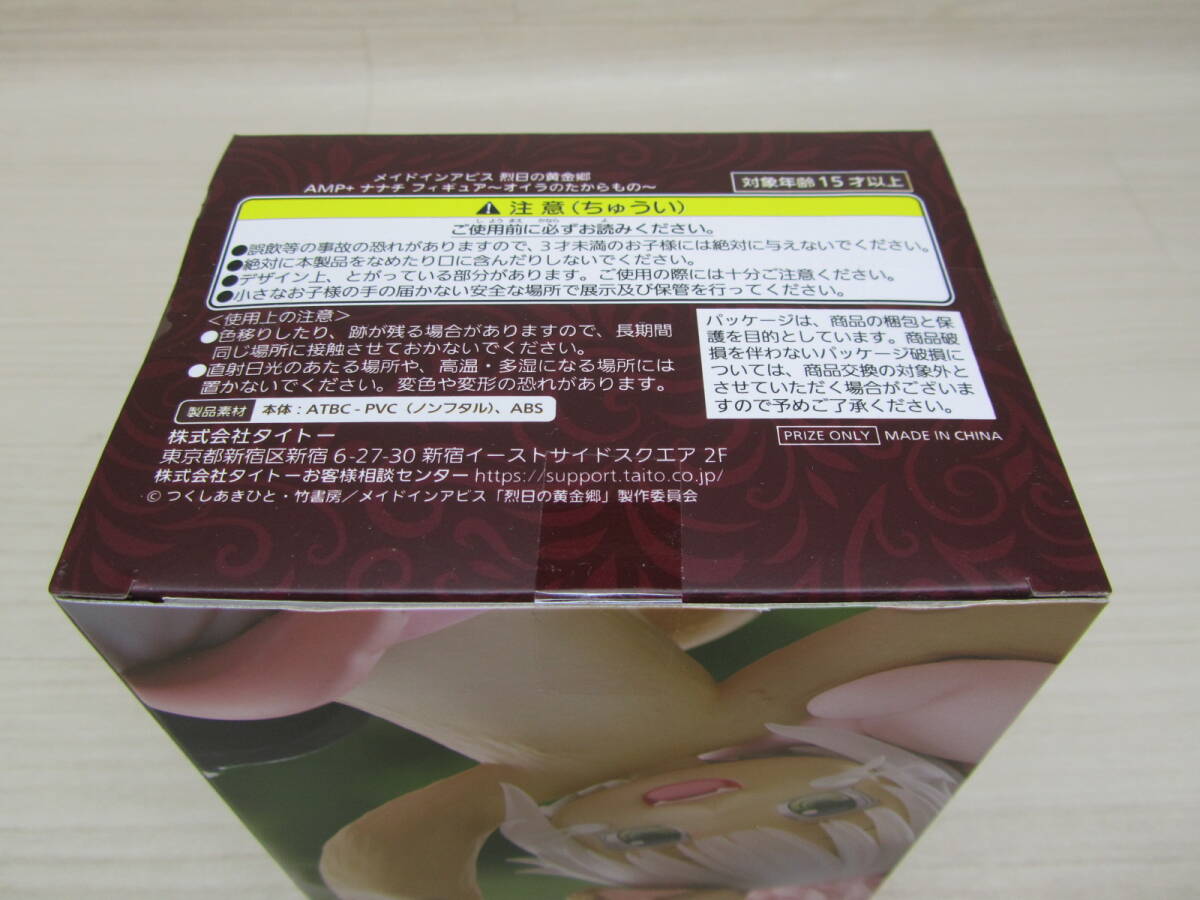 メイドインアビス 烈日の黄金郷
AMP+ ナナチ フィギュア〜オイラのたからもの〜
対象年齢 15 才以上
注意(ちゅうい)
しよう まえ かなら よ
ご使用前に必ずお読みください。
●誤飲等の事故の恐れがありますので、3才未満のお子様には絶対に与えないでください。
●絶対に本製品をなめたり口に含んだりしないでください。
●デザイン上、とがっている部分があります。ご使用の際には十分ご注意ください。
●小さなお子様の手の届かない安全な場所で展示及び保管を行ってください。
＜使用上の注意＞
●色移りしたり、跡が残る場合がありますので、長期間
同じ場所に接触させておかないでください。
●直射日光のあたる場所や、高温・多湿になる場所には
置かないでください。変色や変形の恐れがあります。
パッケージは、商品の梱包と保
護を目的としています。商品破
損を伴わないパッケージ破損に
ついては、商品交換の対象外と
させていただく場合がございま
すので予めご了承ください。
製品素材 本体：ATBC-PVC（ノンフタル）、ABS
PRIZE ONLY MADE IN CHINA
株式会社タイトー
東京都新宿区新宿 6-27-30 新宿イーストサイドスクエア 2F
株式会社タイトーお客様相談センター https://support.taito.co.jp/
© つくしあきひと・竹書房／メイドインアビス「烈日の黄金郷」製作委員会